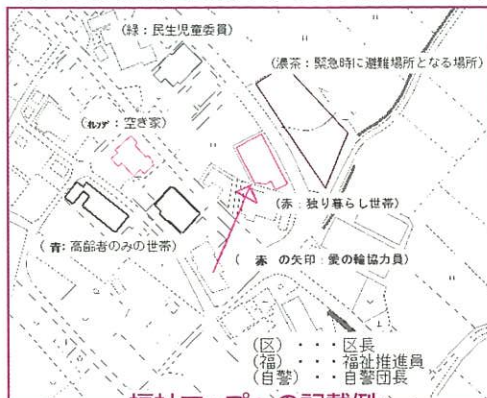 (緑:民生児童委員)
(濃茶:緊急時に避難場所となる場所)
(オレンヂ:空き家)
(赤:独り暮らし世帯)
(青:高齢者のみの世帯)
(赤の矢印:愛の輪協力員)
(区)・・・区長
(福)・・・福祉推進員
(自警)・・・自警団長
福祉マップへの記載例